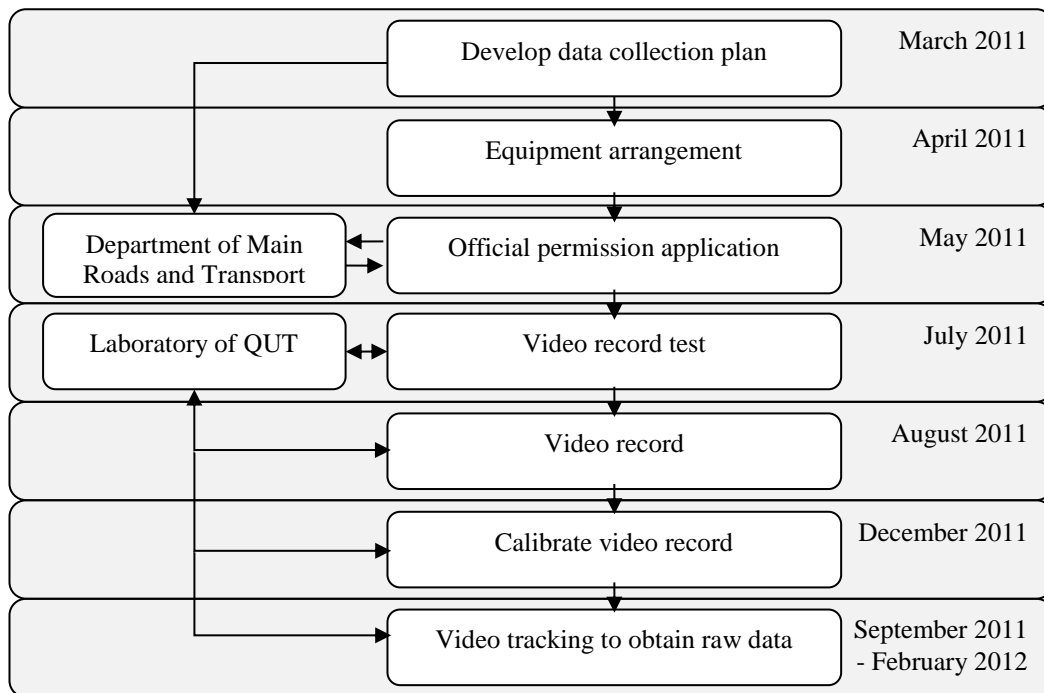 Develop data collection plan
March 2011
Equipment arrangement
April 2011
Department of Main
Roads and Transport
Official permission application
May 2011
Laboratory of QUT
Video record test
July 2011
Video record
August 2011
Calibrate video record
December 2011
Video tracking to obtain raw data
September 2011
- February 2012